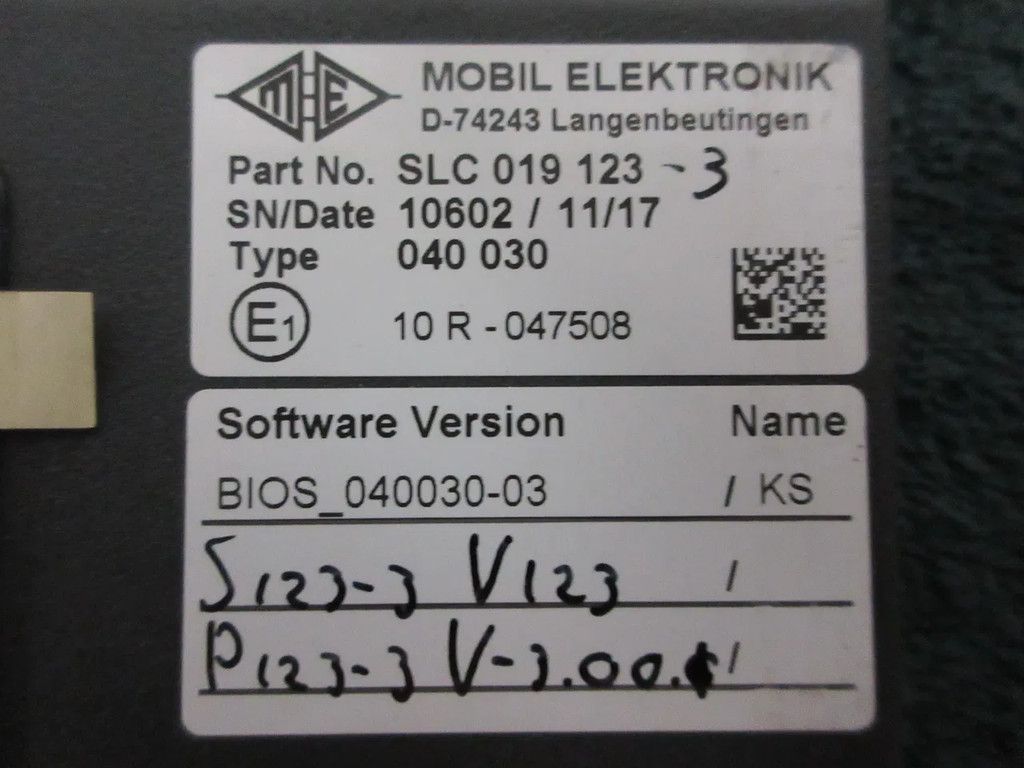 MHE MOBIL ELEKTRONIK
D-74243 Langenbeutingen
Part No. SLC 019 123 -3
SN/Date 10602 / 11/17
Type 040 030
E1 10 R - 047508
Software Version Name
BIOS_040030-03 / KS
S123-3 V123 /
P123-3 V-3.00. /